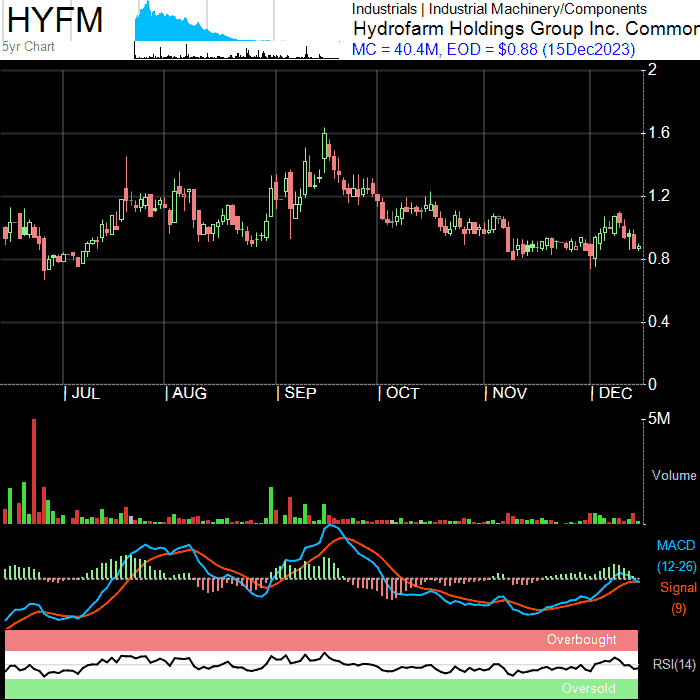 HYFM
5yr Chart
Industrials | Industrial Machinery/Components
Hydrofarm Holdings Group Inc. Common
MC = 40.4M, EOD = $0.88 (15Dec2023)
2
1.6
1.2
0.8
0.4
0
| JUL | AUG | SEP | OCT | NOV | DEC
5M
Volume
MACD
(12-26)
Signal
(9)
Overbought
RSI(14)
Oversold